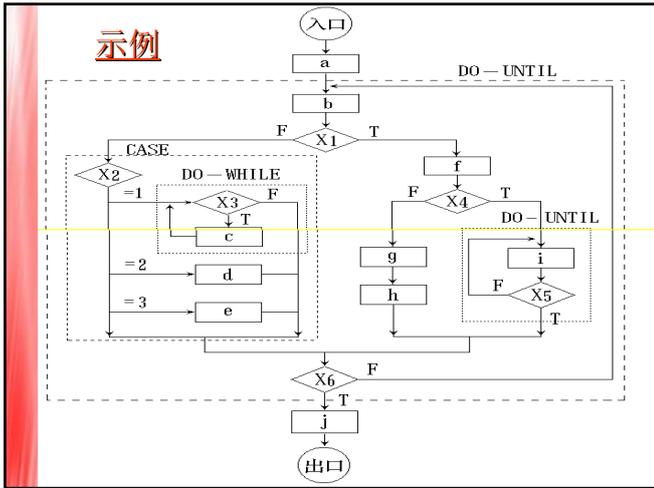 示例
入口
a
DO－UNTIL
b
F X1 T
CASE
X2
DO－WHILE
=1 X3 F
T
c
=2 d
=3 e
f
F X4 T
DO－UNTIL
g
h
i
F X5
T
X6 F
T
j
出口